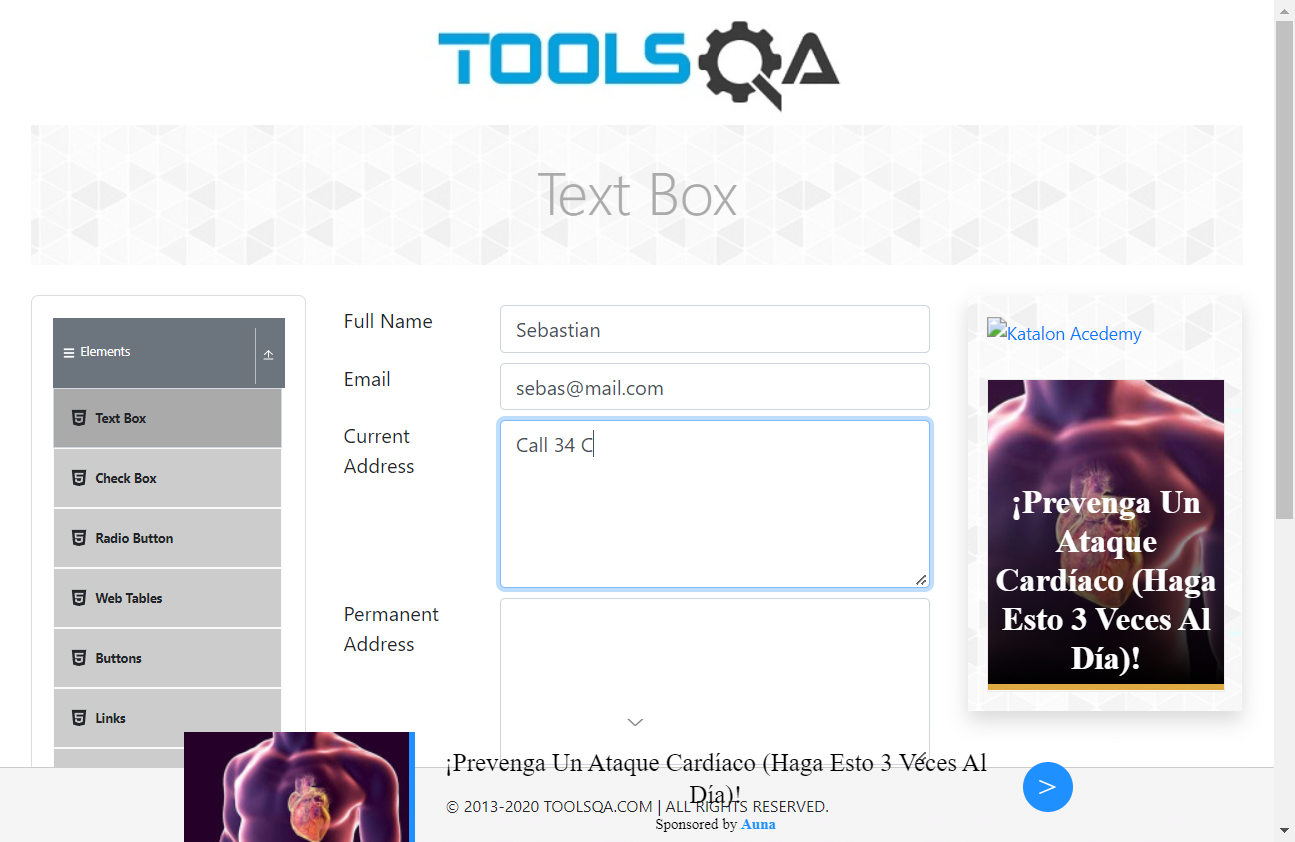 TOOLSQA
Text Box
Elements
Text Box
Check Box
Radio Button
Web Tables
Buttons
Links
Full Name
Sebastian
Email
sebas@mail.com
Current
Address
Call 34 C
Permanent
Address
Katalon Acedemy
¡Prevenga Un
Ataque
Cardíaco (Haga
Esto 3 Veces Al
Día)!
¡Prevenga Un Ataque Cardíaco (Haga Esto 3 Veces Al
Día)!
© 2013-2020 TOOLSQA.COM | ALL RIGHTS RESERVED.
Sponsored by Auna
>